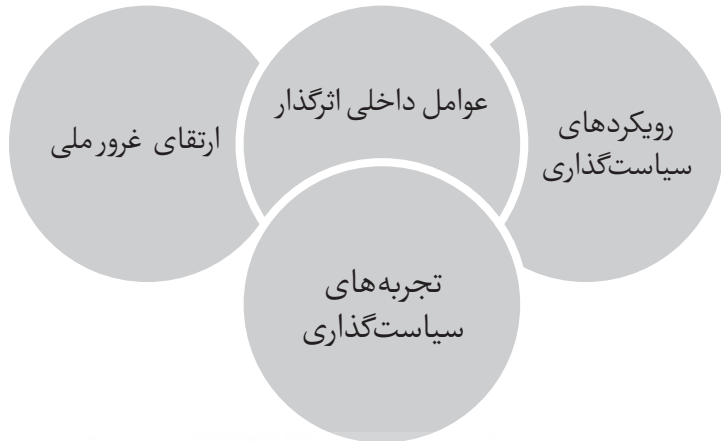 رویکردهای
سیاست‌گذاری
عوامل داخلی اثرگذار
ارتقای غرور ملی
تجربه‌های
سیاست‌گذاری